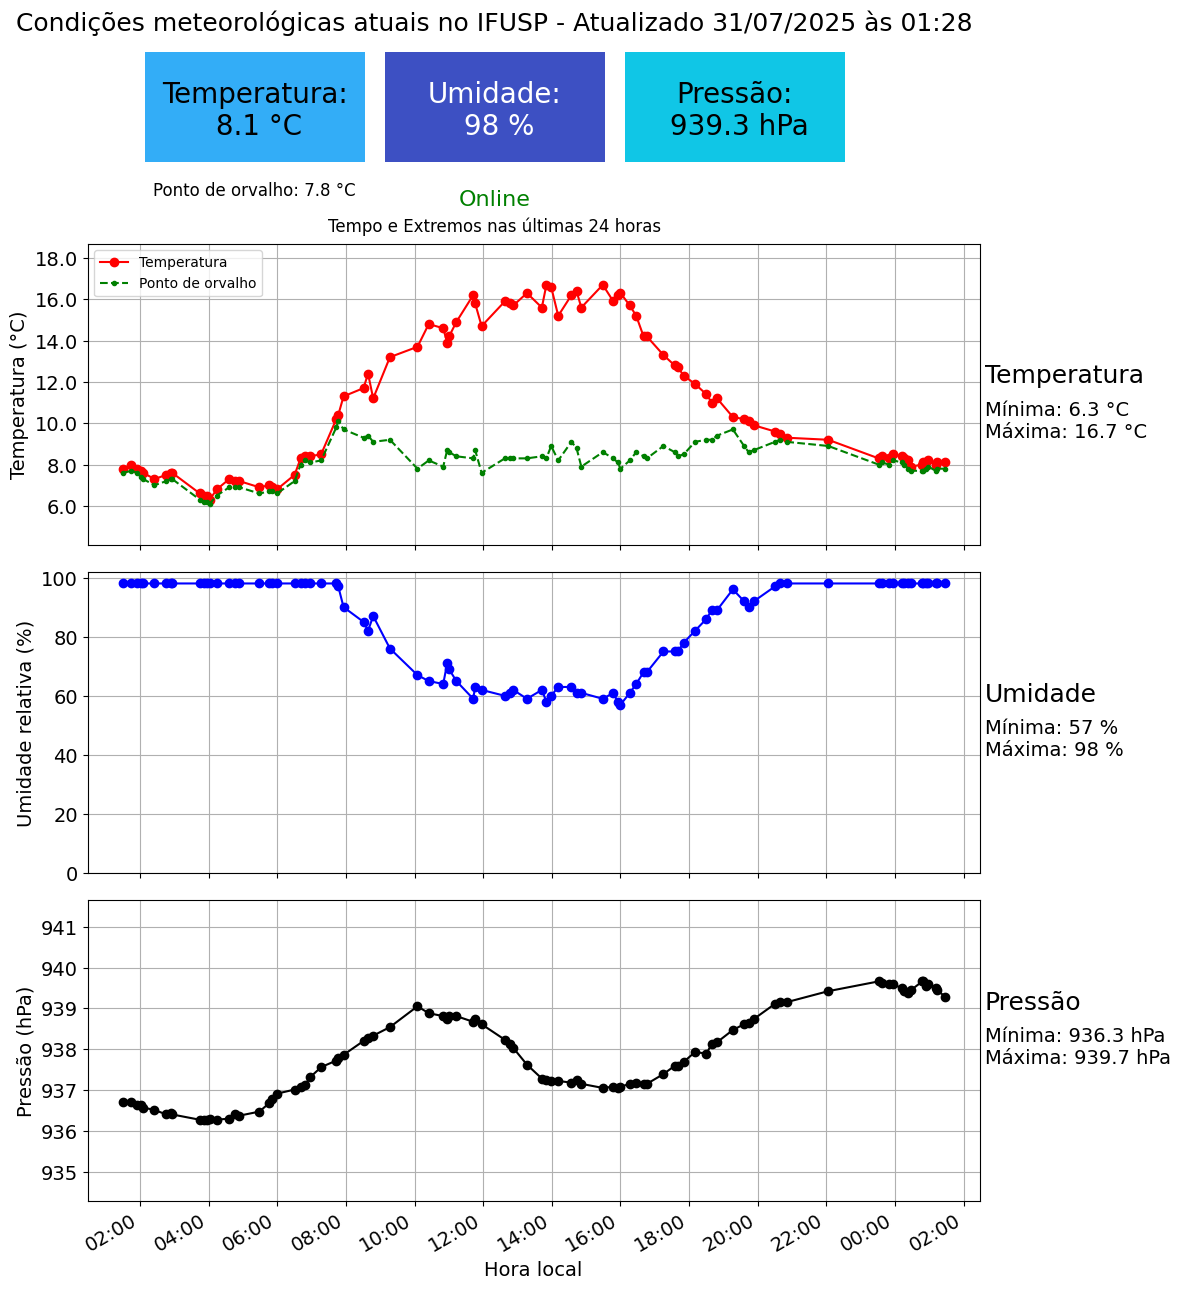 Condições meteorológicas atuais no IFUSP - Atualizado 31/07/2025 às 01:28
Temperatura:
8.1 °C
Umidade:
98 %
Pressão:
939.3 hPa
Ponto de orvalho: 7.8 °C
Online
Tempo e Extremos nas últimas 24 horas
Temperatura
Ponto de orvalho
18.0
16.0
14.0
12.0
10.0
8.0
6.0
Temperatura (°C)
Temperatura
Mínima: 6.3 °C
Máxima: 16.7 °C
100
80
60
40
20
0
Umidade relativa (%)
Umidade
Mínima: 57 %
Máxima: 98 %
941
940
939
938
937
936
935
Pressão (hPa)
Pressão
Mínima: 936.3 hPa
Máxima: 939.7 hPa
02:00 04:00 06:00 08:00 10:00 12:00 14:00 16:00 18:00 20:00 22:00 00:00 02:00
Hora local